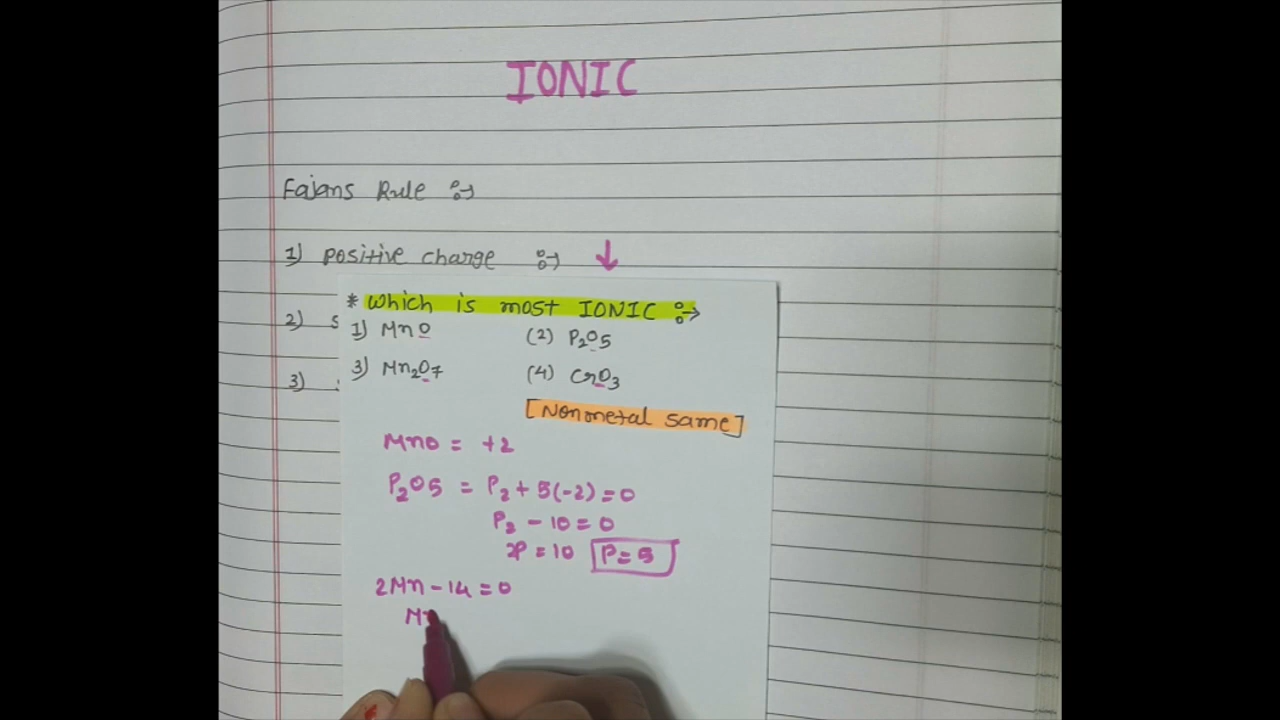 IONIC
Fajans Rule :→
1) positive charge :→ ↓
2) s
3)
* Which is most IONIC :→
1) MnO (2) P2O5
3) Mn2O7 (4) CrO3
[Nonmetal same]
MnO = +2
P2O5 = P2 + 5(-2) = 0
P2 - 10 = 0
2P = 10 P = 5
2Mn - 14 = 0
Mn